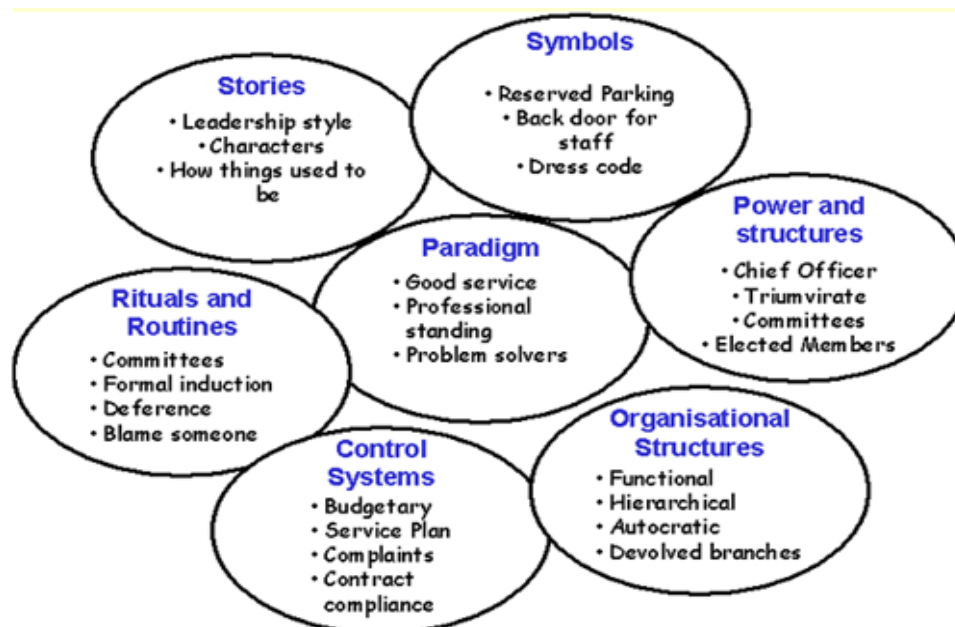 Stories
• Leadership style
• Characters
• How things used to
be
Symbols
• Reserved Parking
• Back door for
staff
• Dress code
Power and
structures
• Chief Officer
• Triumvirate
• Committees
• Elected Members
Paradigm
• Good service
• Professional
standing
• Problem solvers
Rituals and
Routines
• Committees
• Formal induction
• Deference
• Blame someone
Control
Systems
• Budgetary
• Service Plan
• Complaints
• Contract
compliance
Organisational
Structures
• Functional
• Hierarchical
• Autocratic
• Devolved branches